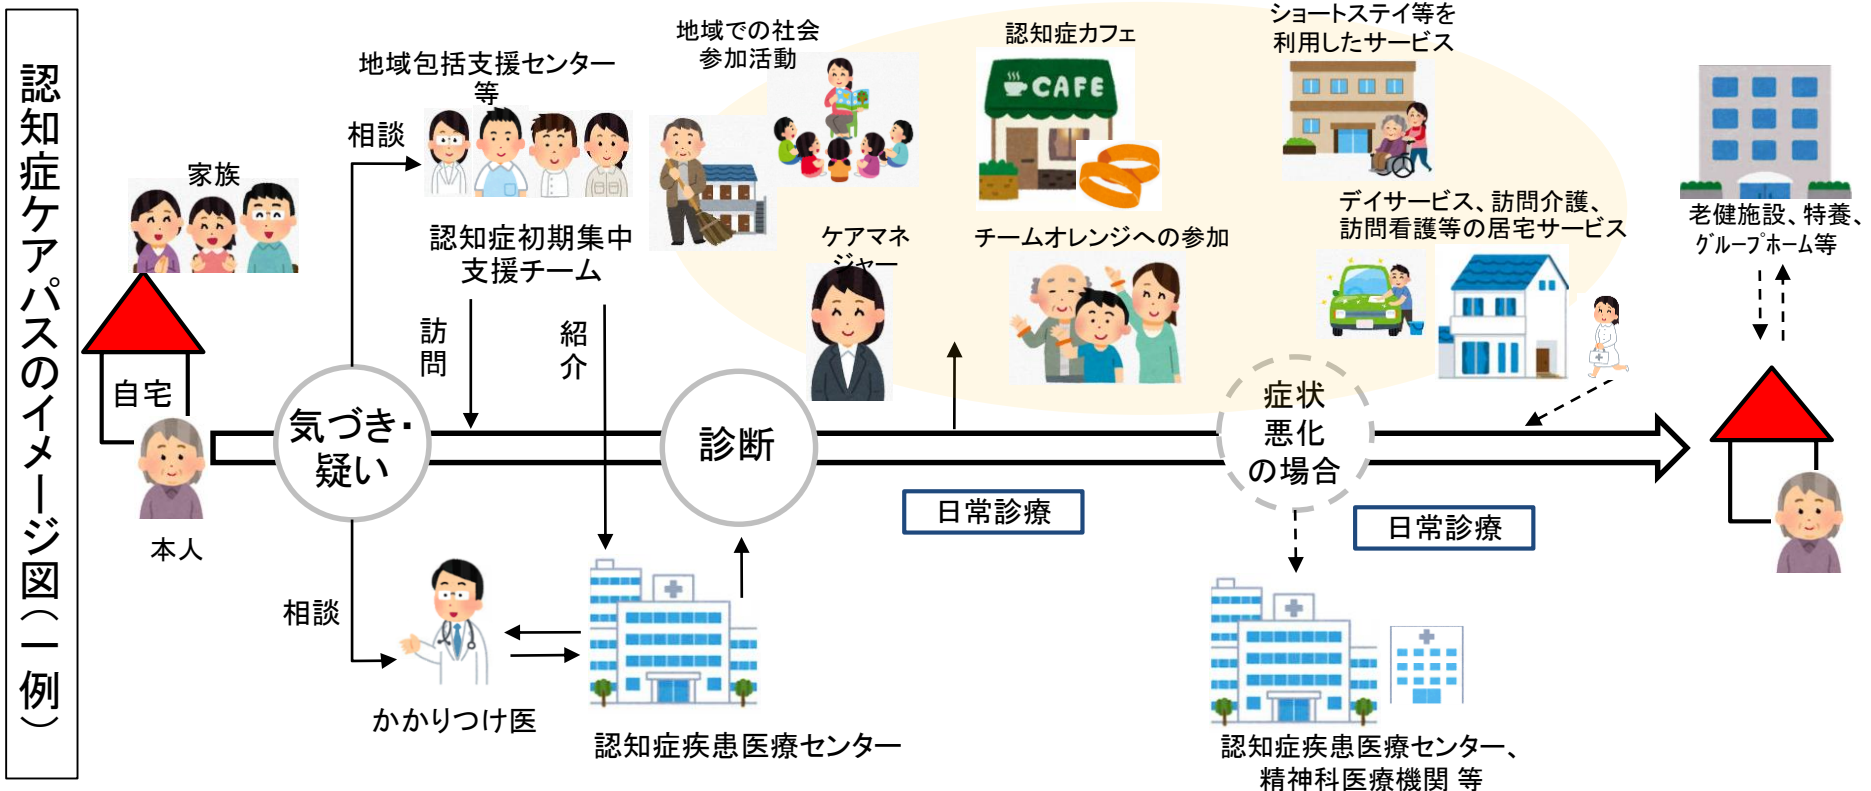 認知症ケアパスのイメージ図(一例)
家族
自宅
本人
気づき・
疑い
相談
地域包括支援センター
等
認知症初期集中
支援チーム
訪問
紹介
相談
かかりつけ医
認知症疾患医療センター
診断
地域での社会
参加活動
ケアマネ
ジャー
認知症カフェ
CAFE
チームオレンジへの参加
ショートステイ等を
利用したサービス
デイサービス、訪問介護、
訪問看護等の居宅サービス
日常診療
症状
悪化
の場合
日常診療
認知症疾患医療センター、
精神科医療機関 等
老健施設、特養、
グループホーム等